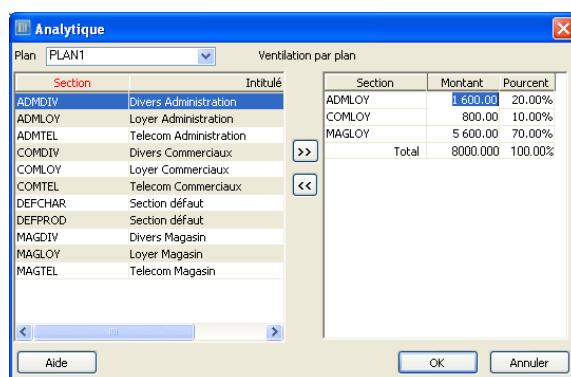 Analytique
Plan PLAN1 Ventilation par plan
Section Intitulé
ADMDIV Divers Administration
ADMLOY Loyer Administration
ADMTEL Telecom Administration
COMDIV Divers Commerciaux
COMLOY Loyer Commerciaux
COMTEL Telecom Commerciaux
DEFCHAR Section défaut
DEFPROD Section défaut
MAGDIV Divers Magasin
MAGLOY Loyer Magasin
MAGTEL Telecom Magasin
>>
<<
Section Montant Pourcent
ADMLOY 1 600.00 20.00%
COMLOY 800.00 10.00%
MAGLOY 5 600.00 70.00%
Total 8000.000 100.00%
Aide OK Annuler